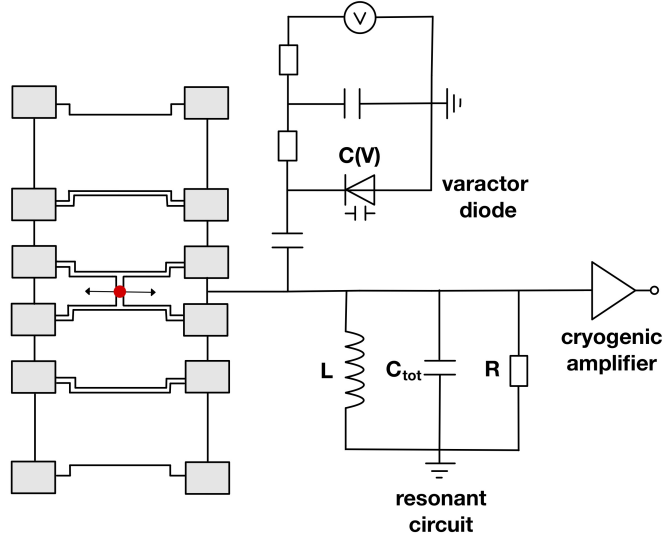 V
C(V)
varactor
diode
L
Ctot
R
cryogenic
amplifier
resonant
circuit